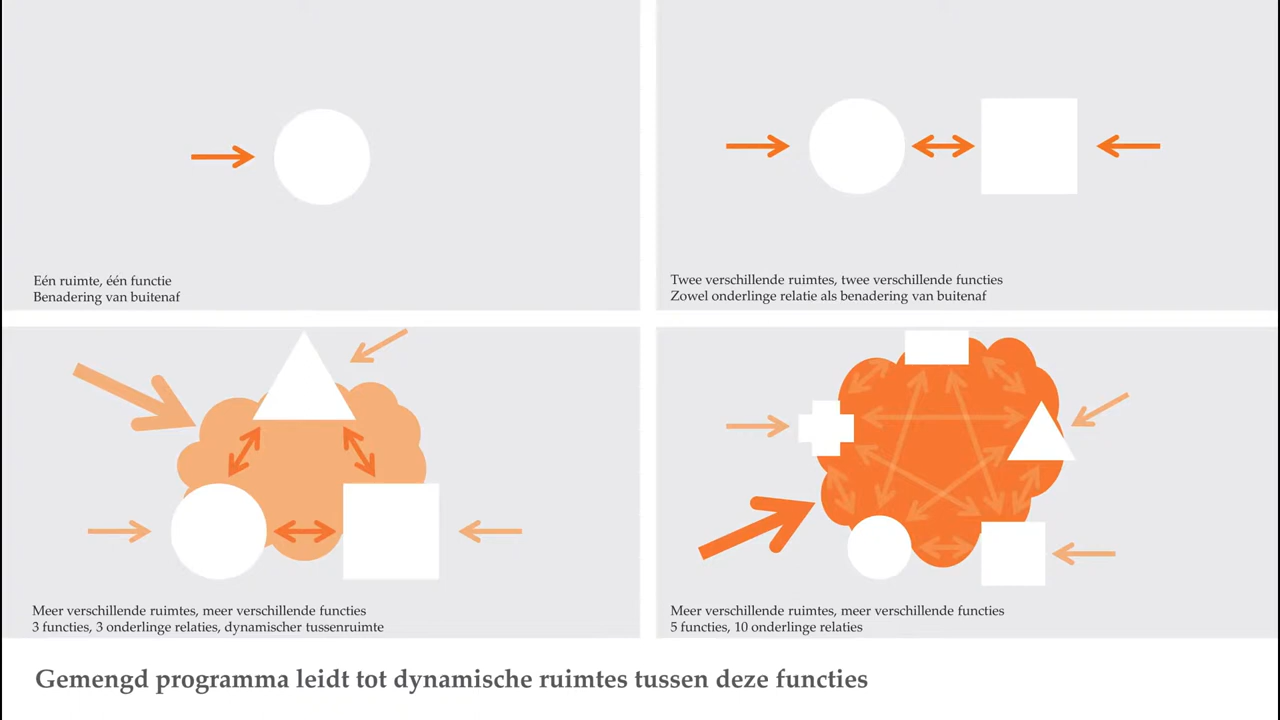 Eén ruimte, één functie
Benadering van buitenaf
Twee verschillende ruimtes, twee verschillende functies
Zowel onderlinge relatie als benadering van buitenaf
Meer verschillende ruimtes, meer verschillende functies
3 functies, 3 onderlinge relaties, dynamischer tussenruimte
Meer verschillende ruimtes, meer verschillende functies
5 functies, 10 onderlinge relaties
Gemengd programma leidt tot dynamische ruimtes tussen deze functies